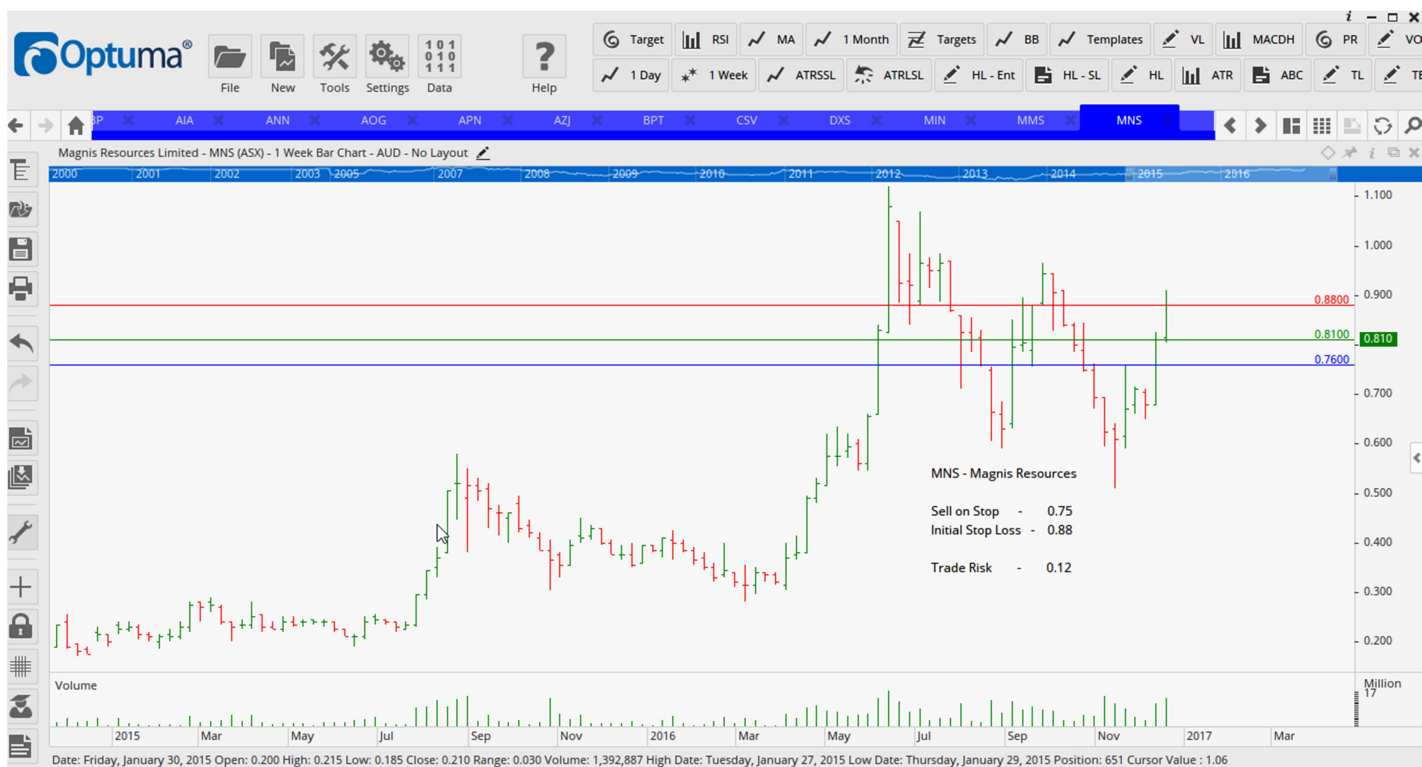 i
Optuma®
File
New
Tools
Settings
101
010
111
Data
?
Help
Target
RSI
MA
1 Month
Targets
BB
Templates
VL
MACDH
PR
VO
1 Day
1 Week
ATRSSL
ATRLSL
HL - Ent
HL - SL
HL
ATR
ABC
TL
TE
BP
AIA
ANN
AOG
APN
AZJ
BPT
CSV
DXS
MIN
MMS
MNS
Magnis Resources Limited - MNS (ASX) - 1 Week Bar Chart - AUD - No Layout
i
2000 2001 2002 2003 2005 2007 2008 2009 2010 2011 2012 2013 2014 2015 2016
1.100
1.000
0.900
0.8800
0.8100
0.810
0.7600
0.700
0.600
0.500
0.400
0.300
0.200
MNS - Magnis Resources
Sell on Stop - 0.75
Initial Stop Loss - 0.88
Trade Risk - 0.12
Volume
Million
17
2015 Mar May Jul Sep Nov 2016 Mar May Jul Sep Nov 2017 Mar
Date: Friday, January 30, 2015 Open: 0.200 High: 0.215 Low: 0.185 Close: 0.210 Range: 0.030 Volume: 1,392,887 High Date: Tuesday, January 27, 2015 Low Date: Thursday, January 29, 2015 Position: 651 Cursor Value : 1.06